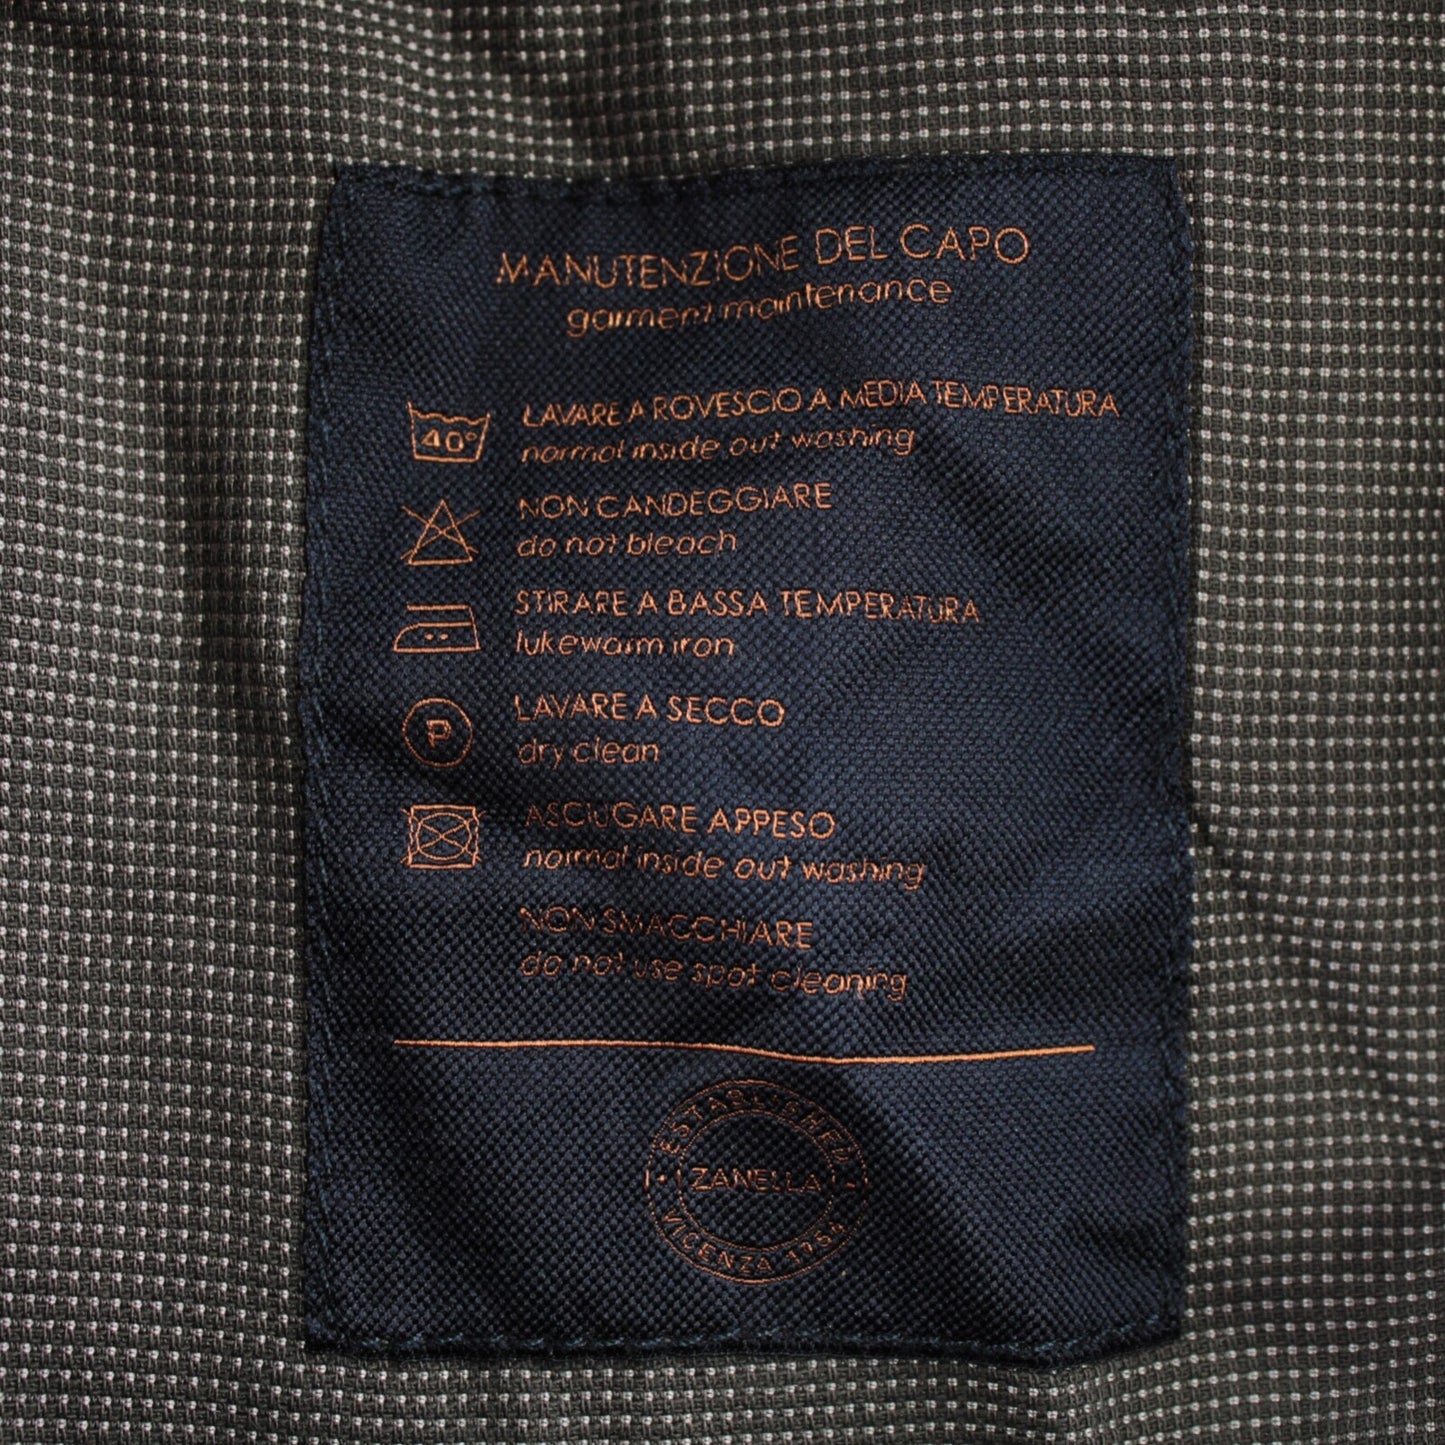 MANUTENZIONE DEL CAPO
garment maintenance
40°
LAVARE A ROVESCIO A MEDIA TEMPERATURA
normal inside out washing
NON CANDEGGIARE
do not bleach
STIRARE A BASSA TEMPERATURA
lukewarm iron
P
LAVARE A SECCO
dry clean
ASCIUGARE APPESO
normal inside out washing
NON SMACCHIARE
do not use spot cleaning
ESTABLISHED
ZANELLA
VICENZA 1954